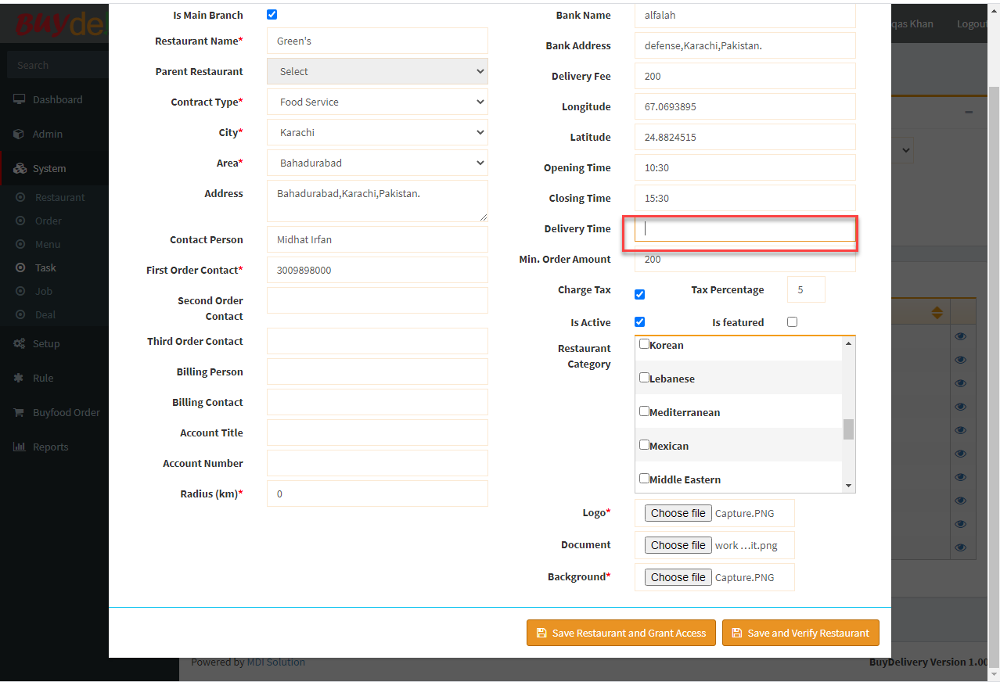 BUYdel
Search
Dashboard
Admin
System
Restaurant
Order
Menu
Task
Job
Deal
Setup
Rule
Buyfood Order
Reports
Is Main Branch
Restaurant Name* Green's
Parent Restaurant Select
Contract Type* Food Service
City* Karachi
Area* Bahadurabad
Address Bahadurabad,Karachi,Pakistan.
Contact Person Midhat Irfan
First Order Contact* 3009898000
Second Order
Contact
Third Order Contact
Billing Person
Billing Contact
Account Title
Account Number
Radius (km)* 0
Bank Name alfalah
Bank Address defense,Karachi,Pakistan.
Delivery Fee 200
Longitude 67.0693895
Latitude 24.8824515
Opening Time 10:30
Closing Time 15:30
Delivery Time
Min. Order Amount 200
Charge Tax Tax Percentage 5
Is Active Is featured
Restaurant
Category
Korean
Lebanese
Mediterranean
Mexican
Middle Eastern
Logo* Choose file Capture.PNG
Document Choose file work …it.png
Background* Choose file Capture.PNG
Save Restaurant and Grant Access Save and Verify Restaurant
qas Khan Logout
Powered by MDI Solution BuyDelivery Version 1.00